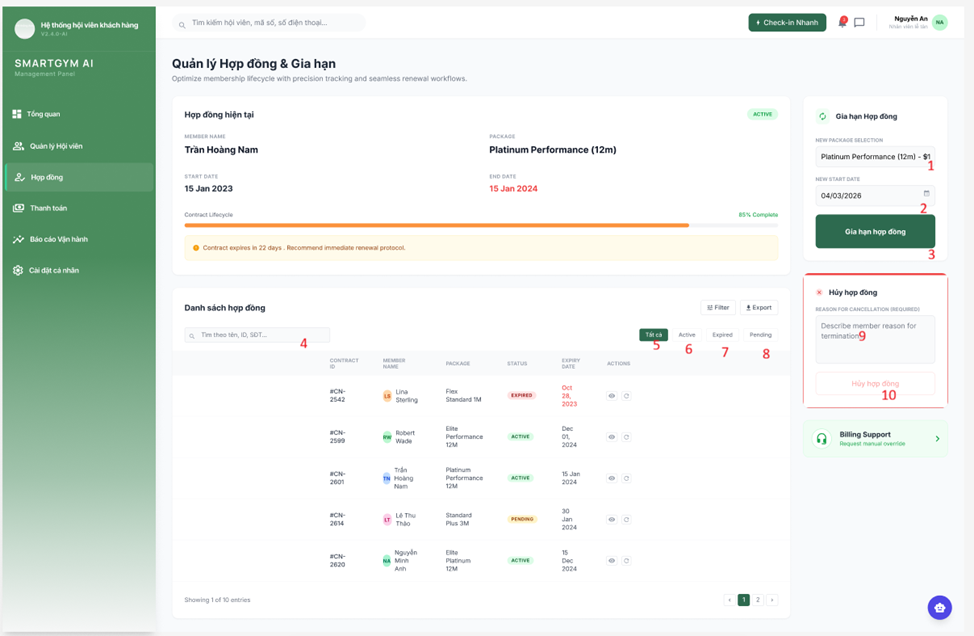 Hệ thống hội viên khách hàng
V2.4.0-AI
SMARTGYM AI
Management Panel
Tổng quan
Quản lý Hội viên
Hợp đồng
Thanh toán
Báo cáo Vận hành
Cài đặt cá nhân
Tìm kiếm hội viên, mã số, số điện thoại...
Check-in Nhanh
Nguyễn An
Nhân viên lễ tân
NA
Quản lý Hợp đồng & Gia hạn
Optimize membership lifecycle with precision tracking and seamless renewal workflows.
Hợp đồng hiện tại
ACTIVE
MEMBER NAME
PACKAGE
Trần Hoàng Nam
Platinum Performance (12m)
START DATE
END DATE
15 Jan 2023
15 Jan 2024
Contract Lifecycle
85% Complete
Contract expires in 22 days . Recommend immediate renewal protocol.
Danh sách hợp đồng
Filter
Export
Tìm theo tên, ID, SĐT...
4
Tất cả
Active
Expired
Pending
5
6
7
8
CONTRACT ID
MEMBER NAME
PACKAGE
STATUS
EXPIRY DATE
ACTIONS
#CN-2542
LS
Lina Sterling
Flex Standard 1M
EXPIRED
Oct 28, 2023
#CN-2599
RW
Robert Wade
Elite Performance 12M
ACTIVE
Dec 01, 2024
#CN-2601
TN
Trần Hoàng Nam
Platinum Performance 12M
ACTIVE
15 Jan 2024
#CN-2614
LT
Lê Thu Thảo
Standard Plus 3M
PENDING
30 Jan 2024
#CN-2620
NA
Nguyễn Minh Anh
Elite Platinum 12M
ACTIVE
15 Dec 2024
Showing 1 of 10 entries
1
2
Gia hạn Hợp đồng
NEW PACKAGE SELECTION
Platinum Performance (12m) - $1
1
NEW START DATE
04/03/2026
2
Gia hạn hợp đồng
3
Hủy hợp đồng
REASON FOR CANCELLATION (REQUIRED)
Describe member reason for
termination
9
Hủy hợp đồng
10
Billing Support
Request manual override